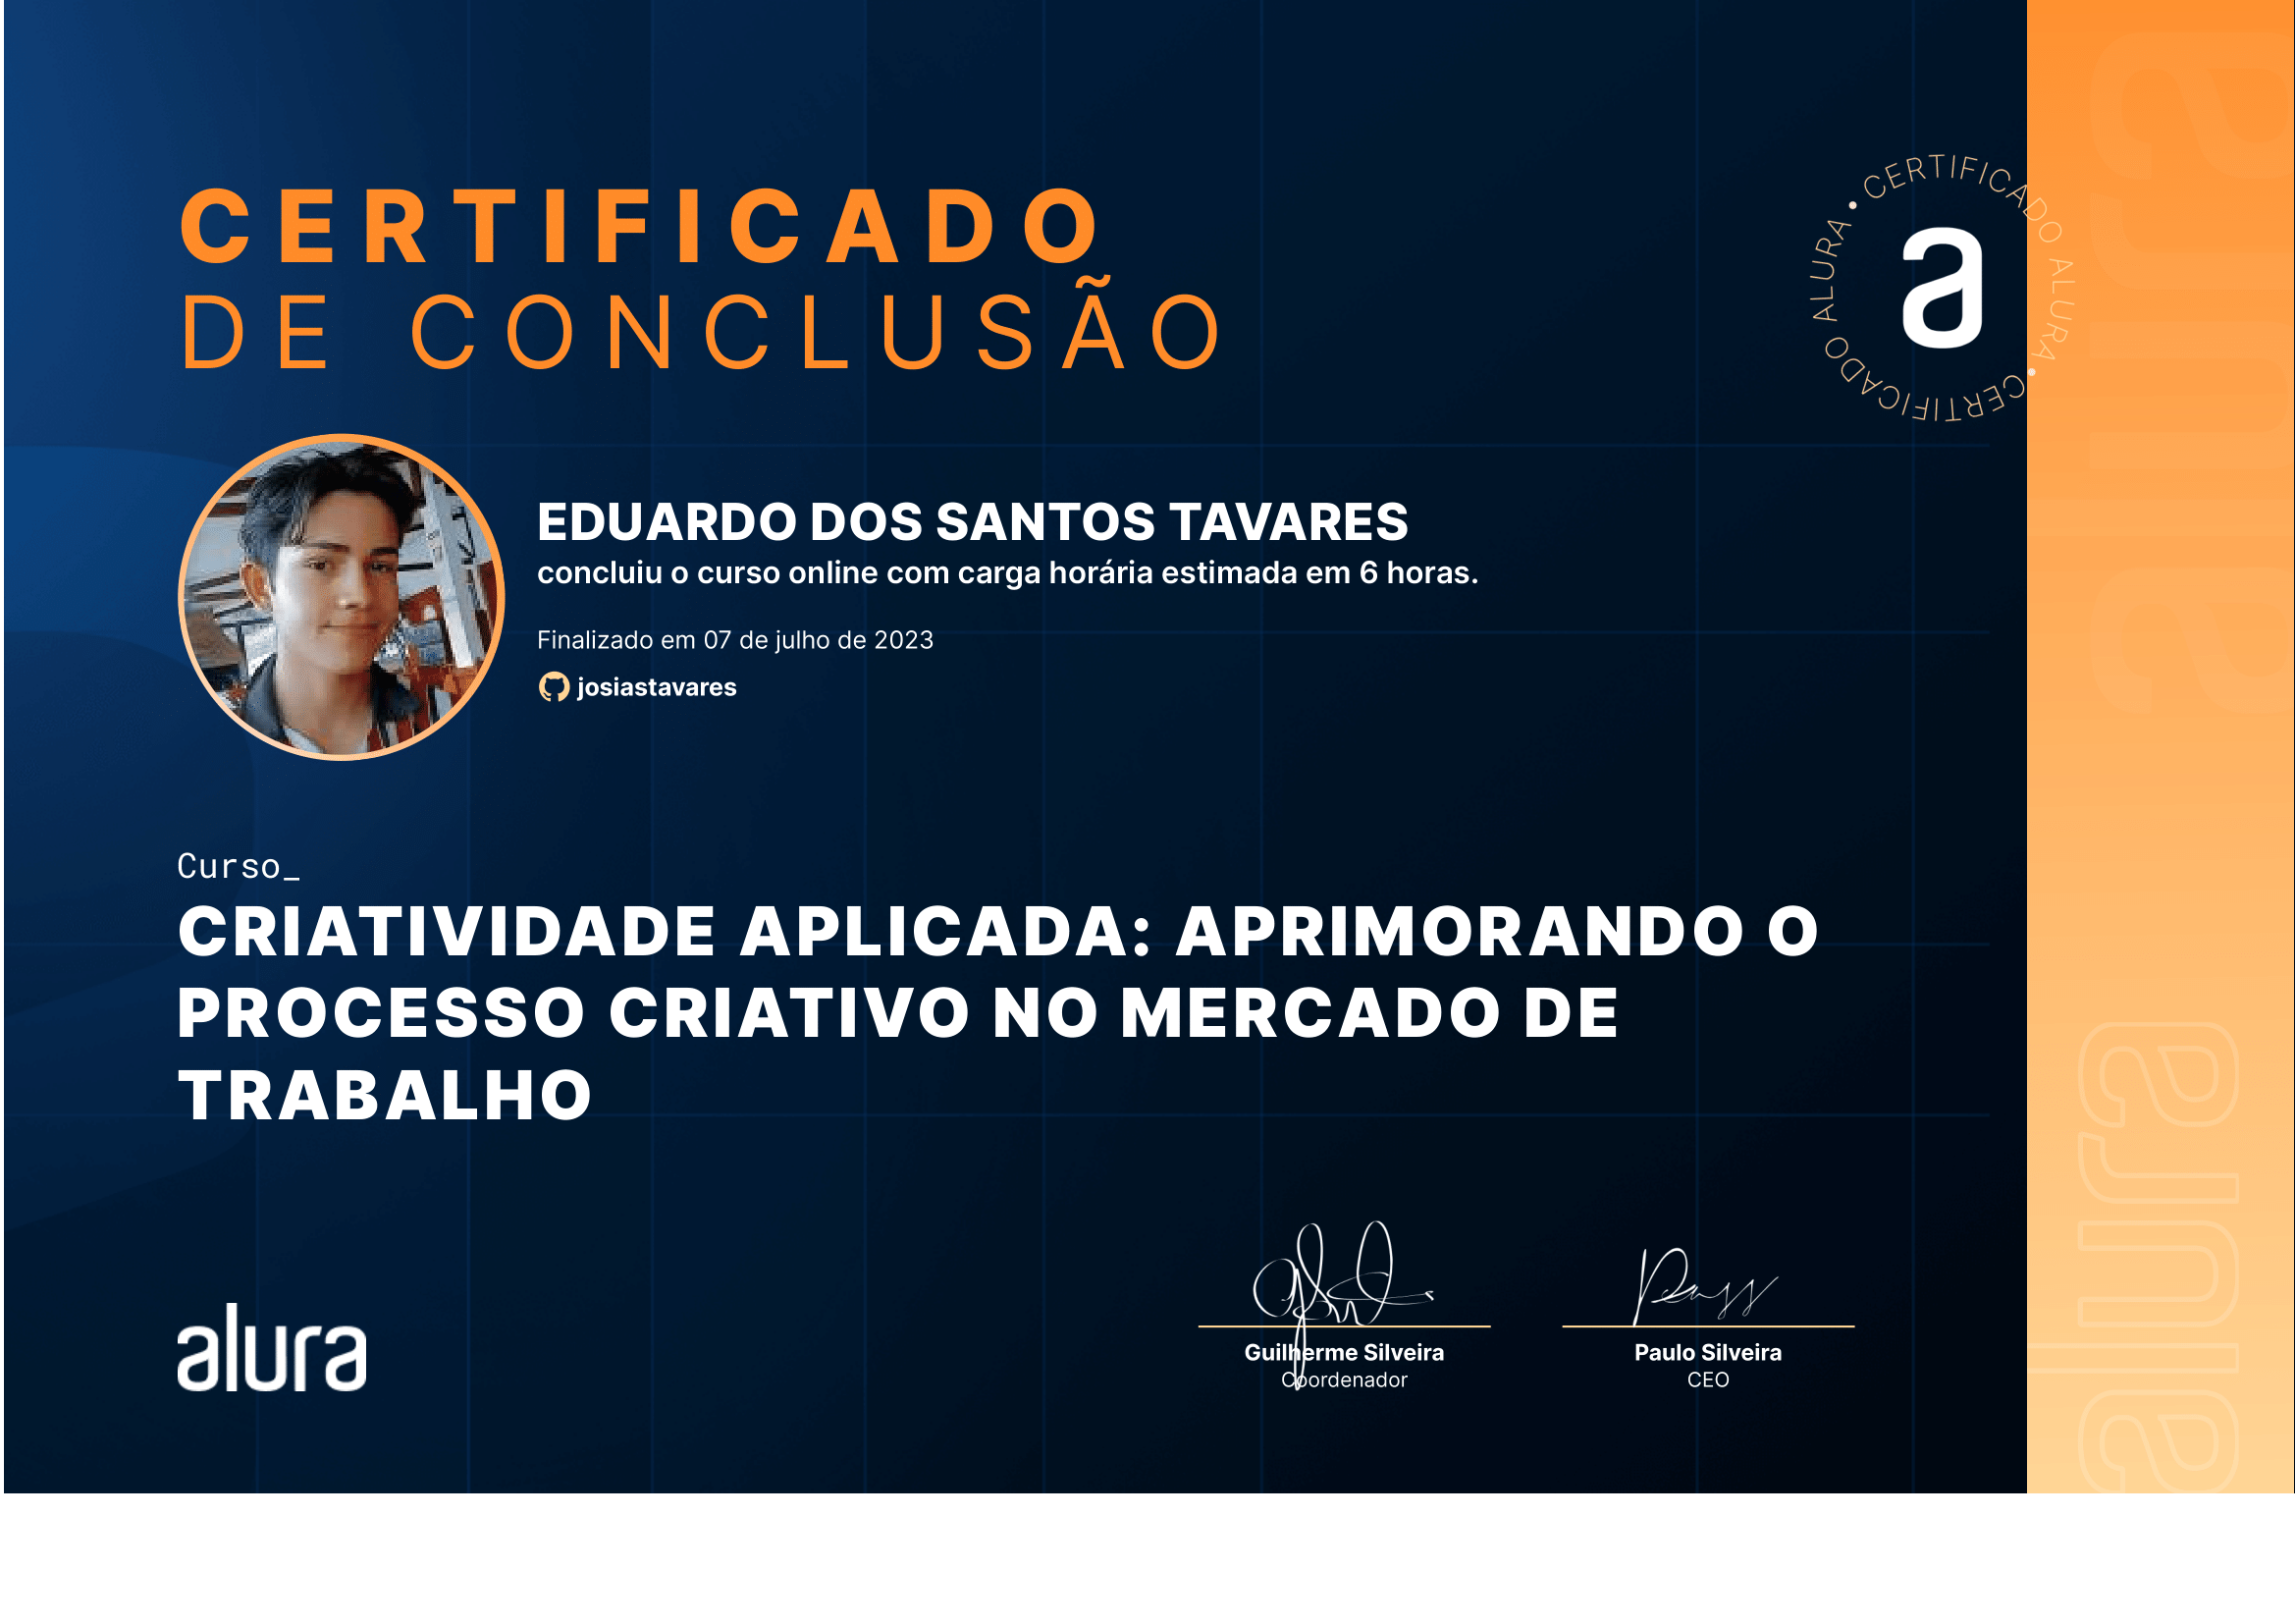 CERTIFICADO
DE CONCLUSÃO
CERTIFICADO ALURA • CERTIFICADO ALURA •
a
EDUARDO DOS SANTOS TAVARES
concluiu o curso online com carga horária estimada em 6 horas.
Finalizado em 07 de julho de 2023
josiastavares
Curso_
CRIATIVIDADE APLICADA: APRIMORANDO O
PROCESSO CRIATIVO NO MERCADO DE
TRABALHO
alura
Guilherme Silveira
Coordenador
Paulo Silveira
CEO
alura
alura